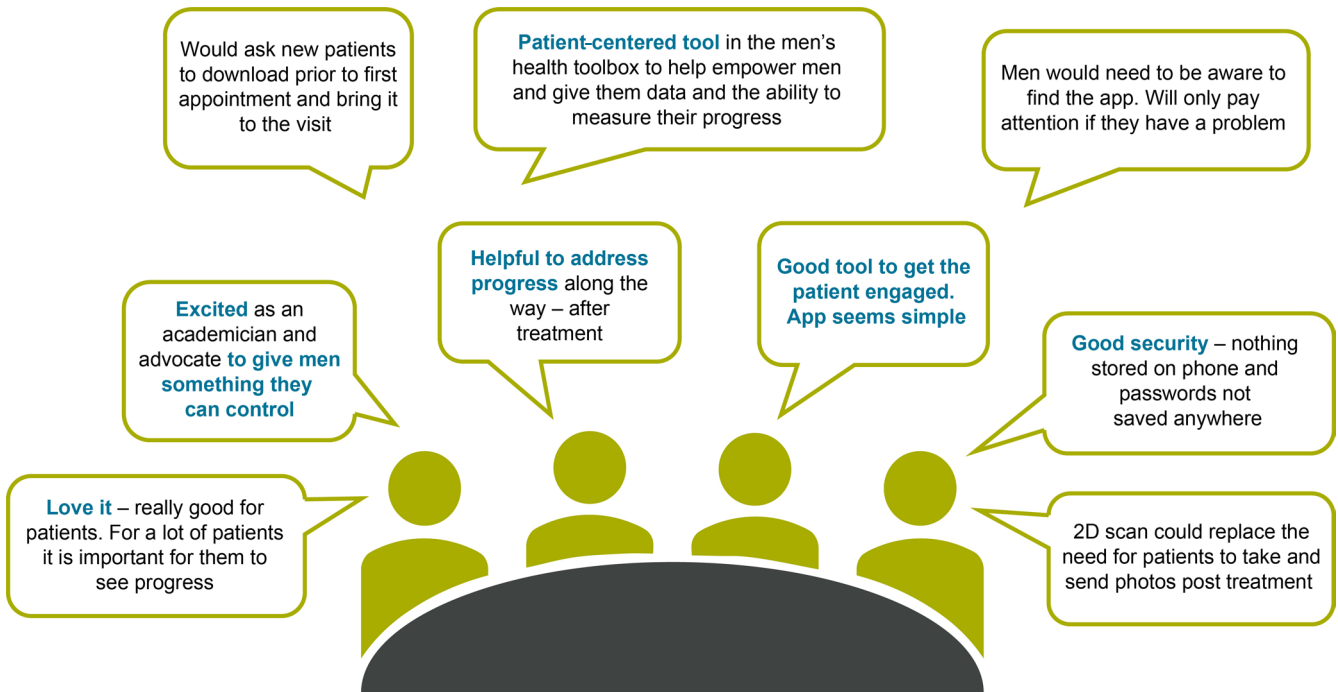 Would ask new patients
to download prior to first
appointment and bring it
to the visit
Patient-centered tool in the men's
health toolbox to help empower men
and give them data and the ability to
measure their progress
Men would need to be aware to
find the app. Will only pay
attention if they have a problem
Excited as an
academician and
advocate to give men
something they
can control
Helpful to address
progress along the
way – after
treatment
Good tool to get the
patient engaged.
App seems simple
Good security – nothing
stored on phone and
passwords not
saved anywhere
Love it – really good for
patients. For a lot of patients
it is important for them to
see progress
2D scan could replace the
need for patients to take and
send photos post treatment